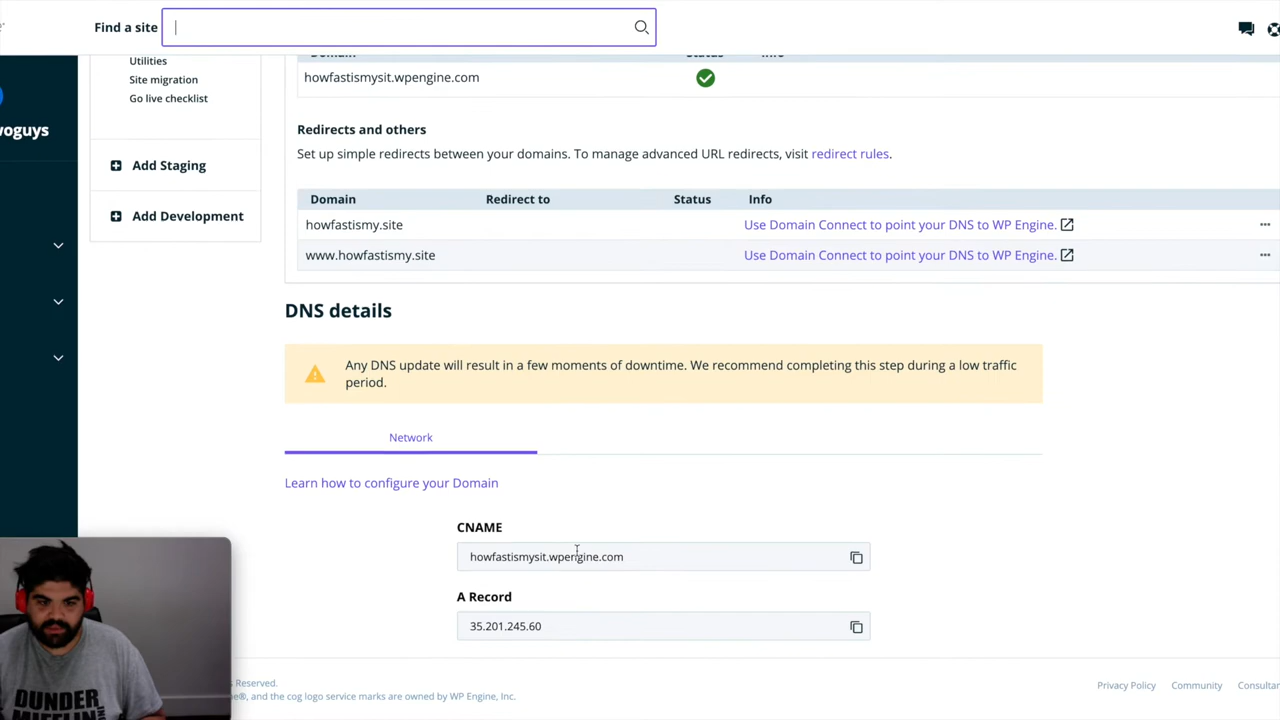 Find a site
Utilities
Site migration
Go live checklist
woguys
Add Staging
Add Development
howfastismysit.wpengine.com
Redirects and others
Set up simple redirects between your domains. To manage advanced URL redirects, visit redirect rules.
Domain Redirect to Status Info
howfastismy.site Use Domain Connect to point your DNS to WP Engine.
www.howfastismy.site Use Domain Connect to point your DNS to WP Engine.
DNS details
Any DNS update will result in a few moments of downtime. We recommend completing this step during a low traffic
period.
Network
Learn how to configure your Domain
CNAME
howfastismysit.wpengine.com
A Record
35.201.245.60
s Reserved.
e®, and the cog logo service marks are owned by WP Engine, Inc.
Privacy Policy Community Consultar
DUNDER
MIFFLIN